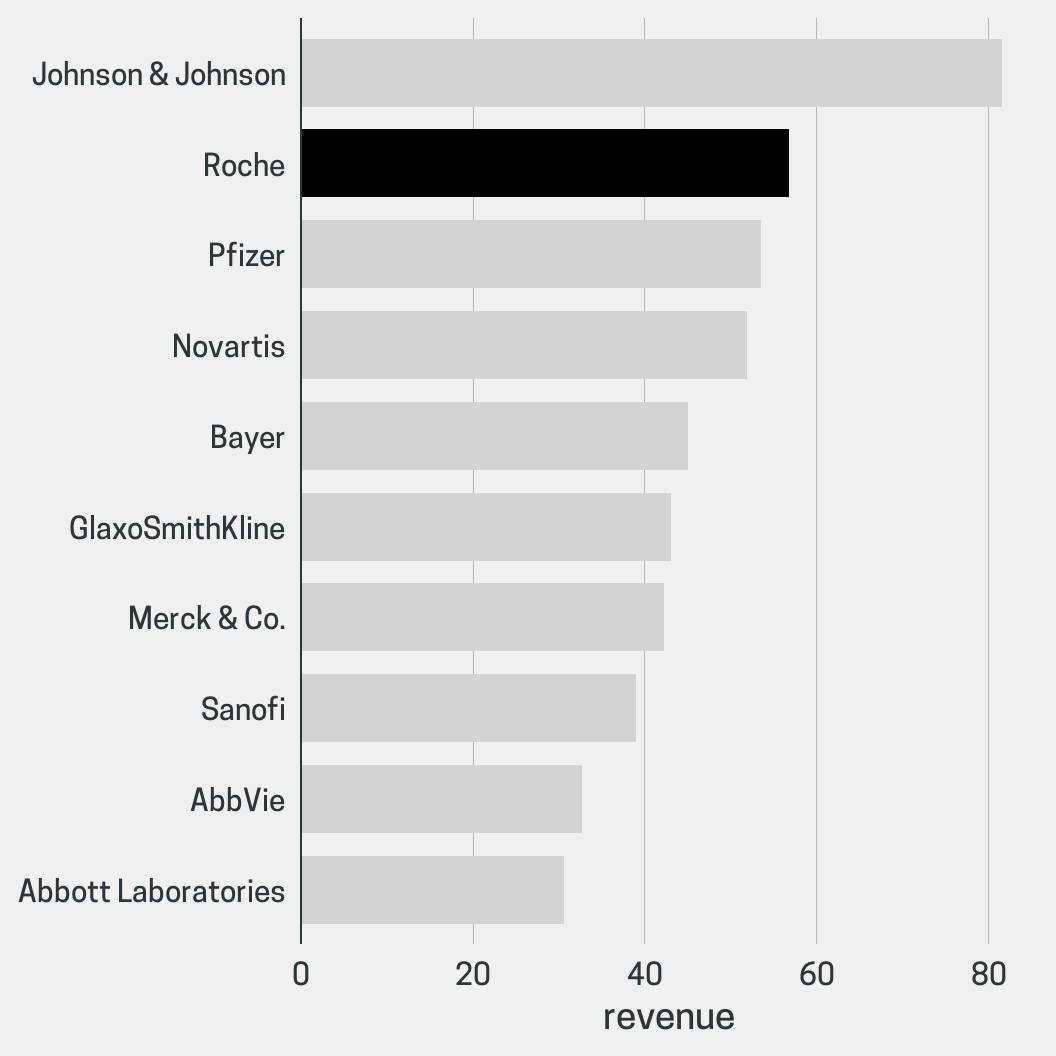 Johnson & Johnson
Roche
Pfizer
Novartis
Bayer
GlaxoSmithKline
Merck & Co.
Sanofi
AbbVie
Abbott Laboratories
0 20 40 60 80
revenue